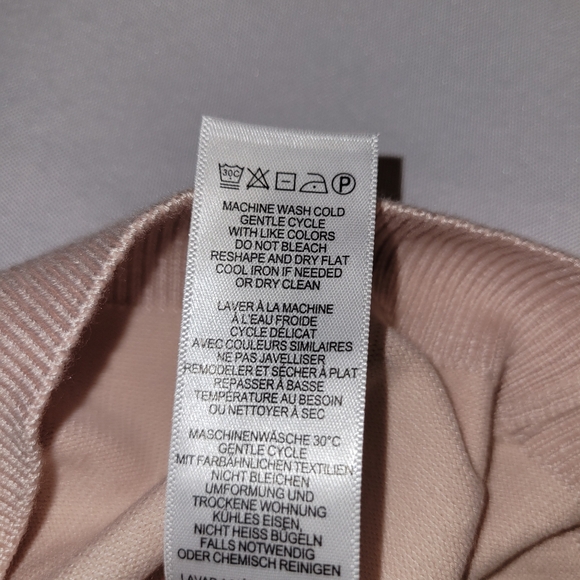 30C
P
MACHINE WASH COLD
GENTLE CYCLE
WITH LIKE COLORS
DO NOT BLEACH
RESHAPE AND DRY FLAT
COOL IRON IF NEEDED
OR DRY CLEAN
LAVER À LA MACHINE
À L'EAU FROIDE
CYCLE DÉLICAT
AVEC COULEURS SIMILAIRES
NE PAS JAVELLISER
REMODELER ET SÉCHER À PLAT
REPASSER À BASSE
TEMPÉRATURE AU BESOIN
OU NETTOYER À SEC
MASCHINENWÄSCHE 30°C
GENTLE CYCLE
MIT FARBÄHNLICHEN TEXTILIEN
NICHT BLEICHEN
UMFORMUNG UND
TROCKENE WOHNUNG
KÜHLES EISEN,
NICHT HEISS BÜGELN
FALLS NOTWENDIG
ODER CHEMISCH REINIGEN